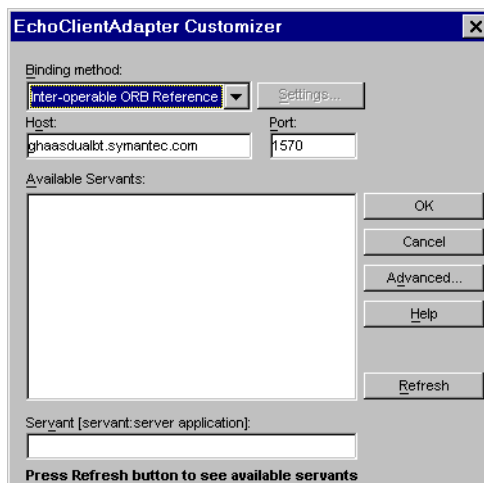 EchoClientAdapter Customizer
Binding method:
Inter-operable ORB Reference
Settings...
Host:
Port:
ghaasdualbt.symantec.com
1570
Available Servants:
OK
Cancel
Advanced...
Help
Refresh
Servant [servant:server application]:
Press Refresh button to see available servants